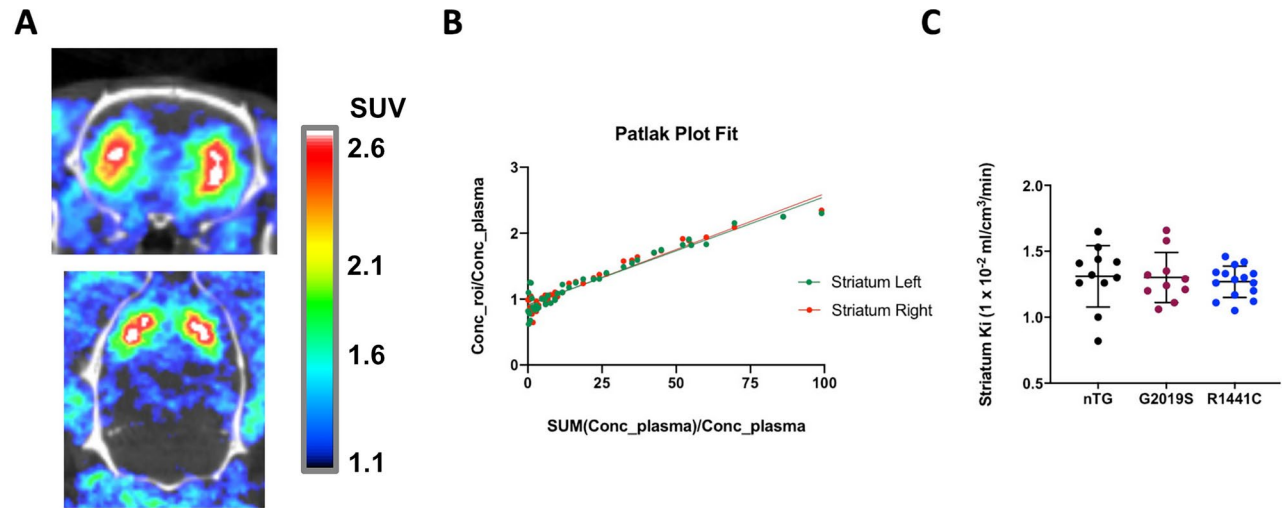 A
SUV
2.6
2.1
1.6
1.1
B
Patlak Plot Fit
Conc_roi/Conc_plasma
3
2
1
0
0 25 50 75 100
SUM(Conc_plasma)/Conc_plasma
Striatum Left
Striatum Right
C
Striatum Ki (1 x 10⁻² ml/cm³/min)
2.0
1.5
1.0
0.5
nTG G2019S R1441C